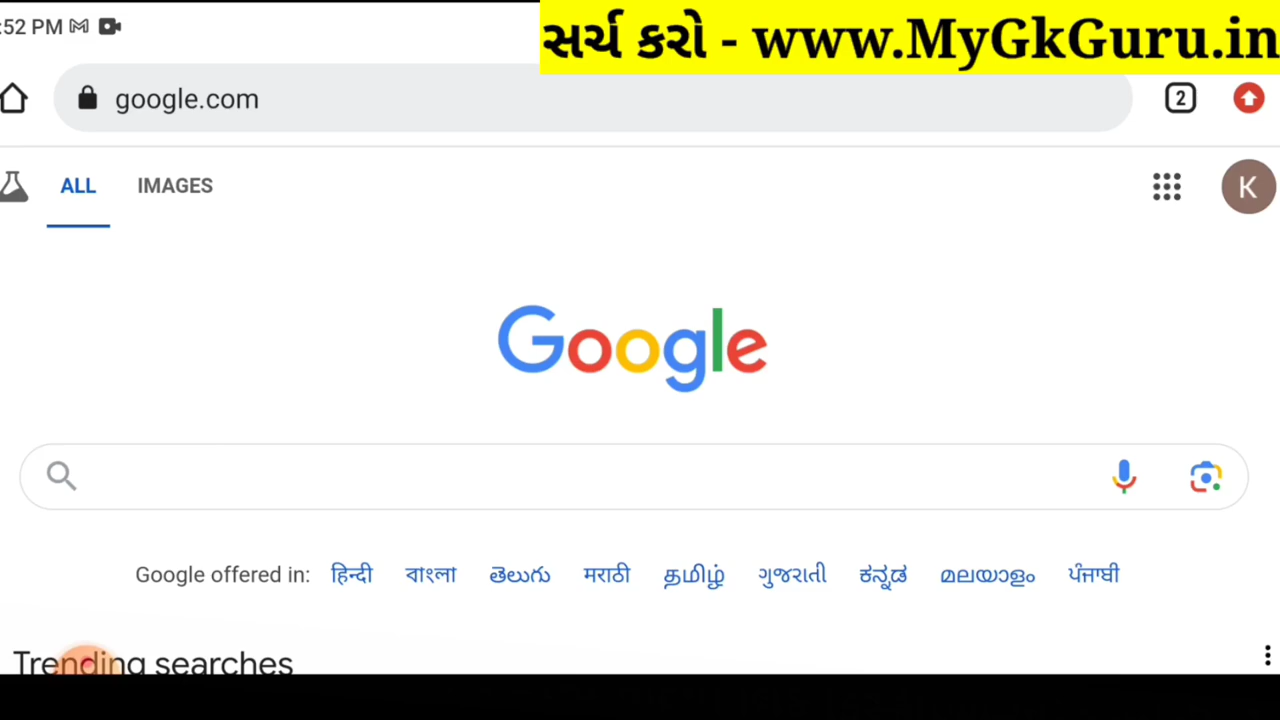 :52 PM
સર્ચ કરો - www.MyGkGuru.in
google.com
2
ALL IMAGES
K
Google
Google offered in: हिन्दी বাংলা తెలుగు मराठी தமிழ் ગુજરાતી ಕನ್ನಡ മലയാളം ਪੰਜਾਬੀ
Trending searches